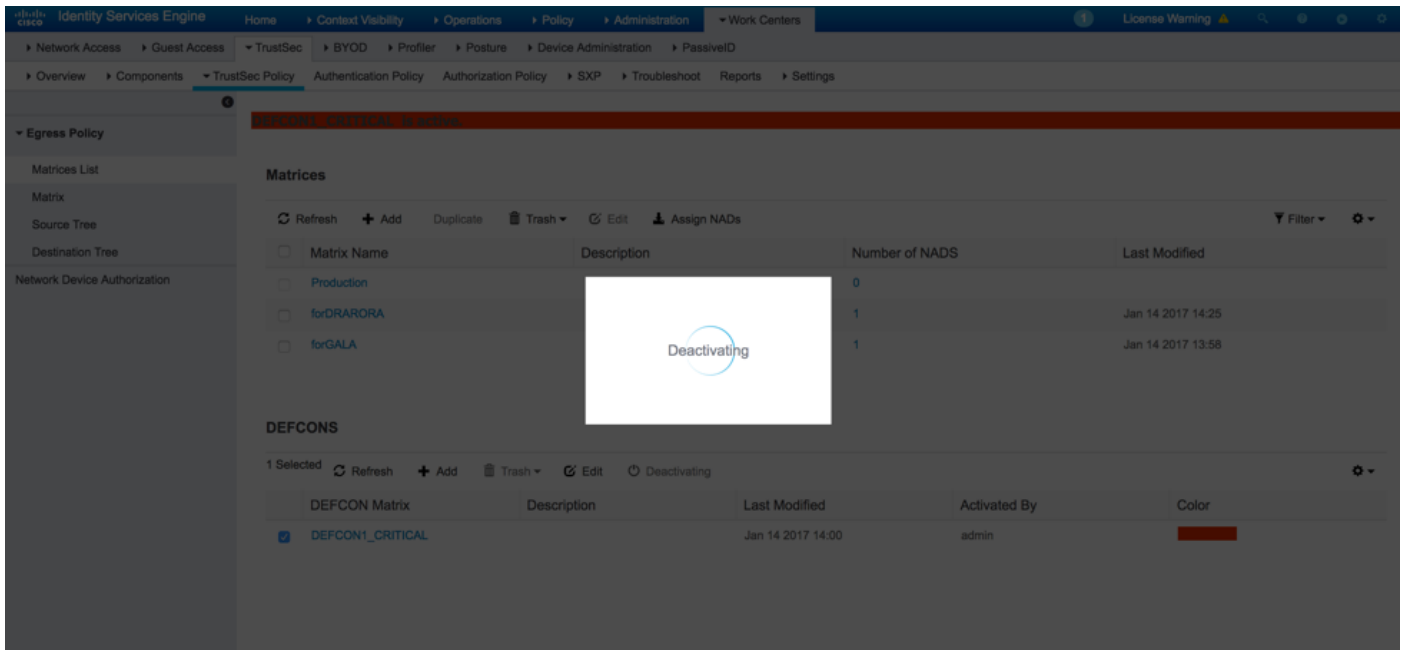 cisco Identity Services Engine Home Context Visibility Operations Policy Administration Work Centers 1 License Warning
Network Access Guest Access TrustSec BYOD Profiler Posture Device Administration PassiveID
Overview Components TrustSec Policy Authentication Policy Authorization Policy SXP Troubleshoot Reports Settings
DEFCON1_CRITICAL is active.
Egress Policy
Matrices List
Matrix
Source Tree
Destination Tree
Network Device Authorization
Matrices
Refresh Add Duplicate Trash Edit Assign NADs Filter
Matrix Name Description Number of NADS Last Modified
Production 0
forDRARORA 1 Jan 14 2017 14:25
forGALA 1 Jan 14 2017 13:58
Deactivating
DEFCONS
1 Selected Refresh Add Trash Edit Deactivating
DEFCON Matrix Description Last Modified Activated By Color
DEFCON1_CRITICAL Jan 14 2017 14:00 admin